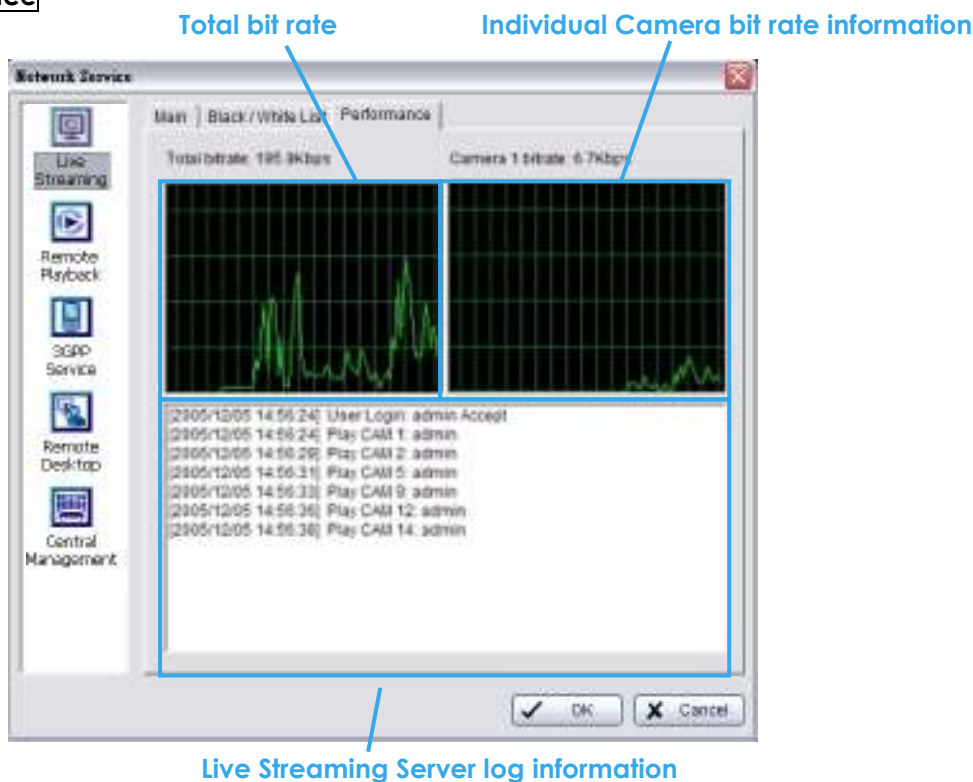 Total bit rate
Individual Camera bit rate information
Network Service
Main
Black / White List
Performance
Live
Streaming
Remote
Playback
3GPP
Service
Remote
Desktop
Central
Management
Total bitrate: 195.9Kbps
Camera 1 bitrate: 6.7Kbps
[2005/12/05 14:56:24] User Login: admin Accept
[2005/12/05 14:56:24] Play CAM 1: admin
[2005/12/05 14:56:29] Play CAM 2: admin
[2005/12/05 14:56:31] Play CAM 5: admin
[2005/12/05 14:56:33] Play CAM 9: admin
[2005/12/05 14:56:36] Play CAM 12: admin
[2005/12/05 14:56:38] Play CAM 14: admin
OK
Cancel
Live Streaming Server log information